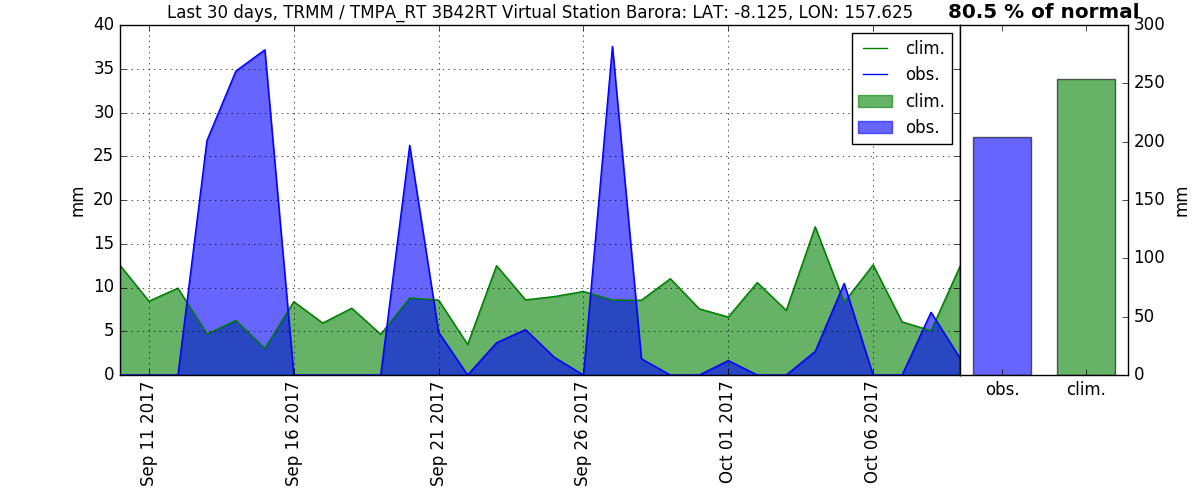 Last 30 days, TRMM / TMPA_RT 3B42RT Virtual Station Barora: LAT: -8.125, LON: 157.625
80.5 % of normal
40
35
30
25
20
15
10
5
0
mm
clim.
obs.
clim.
obs.
Sep 11 2017
Sep 16 2017
Sep 21 2017
Sep 26 2017
Oct 01 2017
Oct 06 2017
300
250
200
150
100
50
0
mm
obs.
clim.